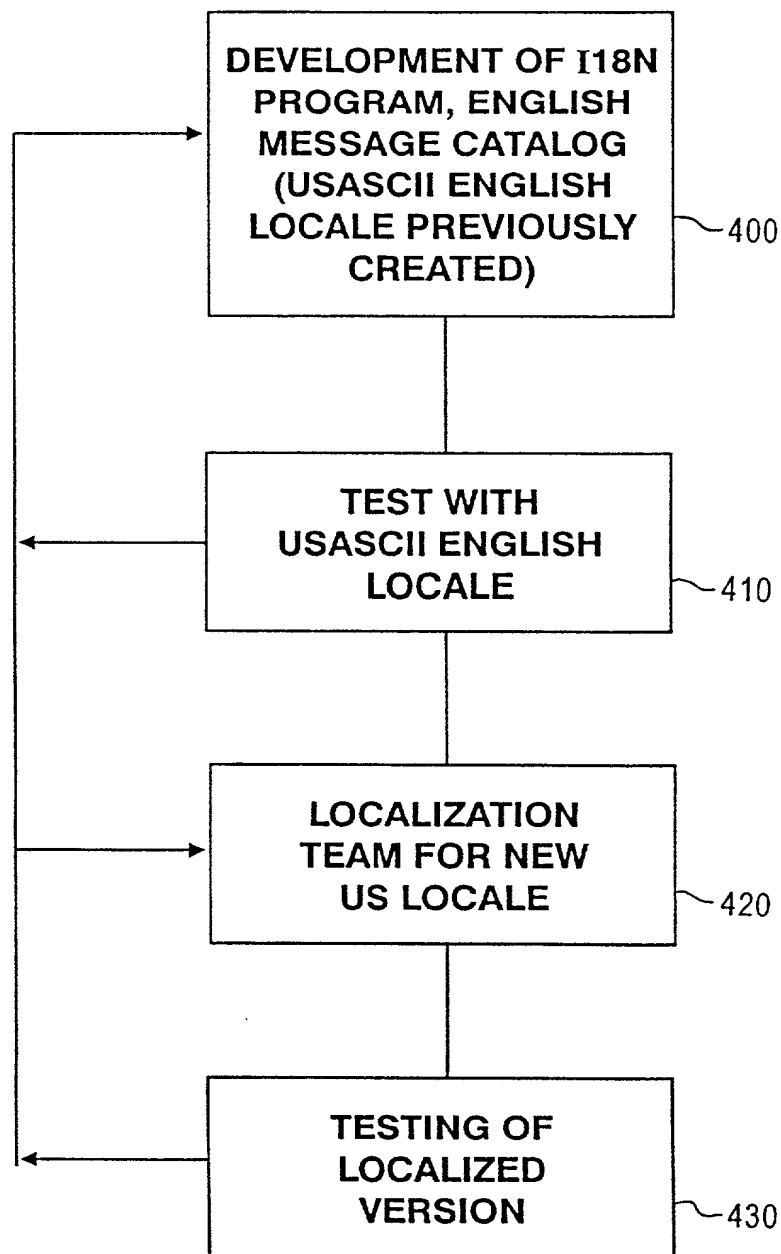 DEVELOPMENT OF I18N
PROGRAM, ENGLISH
MESSAGE CATALOG
(USASCII ENGLISH
LOCALE PREVIOUSLY
CREATED)
400
TEST WITH
USASCII ENGLISH
LOCALE
410
LOCALIZATION
TEAM FOR NEW
US LOCALE
420
TESTING OF
LOCALIZED
VERSION
430